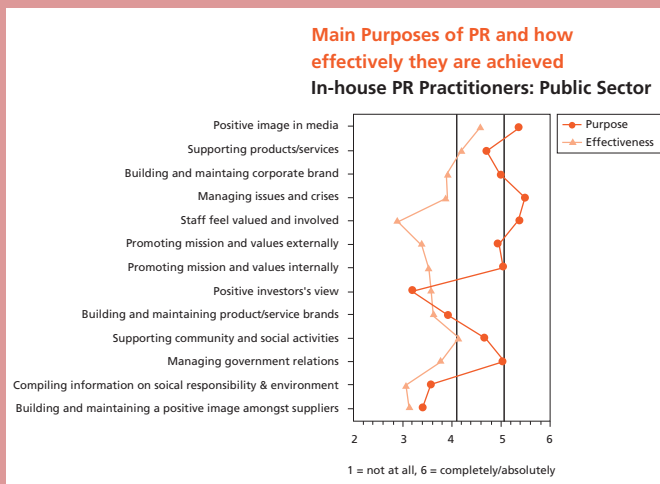 Main Purposes of PR and how
effectively they are achieved
In-house PR Practitioners: Public Sector
Positive image in media
Supporting products/services
Building and maintaing corporate brand
Managing issues and crises
Staff feel valued and involved
Promoting mission and values externally
Promoting mission and values internally
Positive investors's view
Building and maintaining product/service brands
Supporting community and social activities
Managing government relations
Compiling information on soical responsibility & environment
Building and maintaining a positive image amongst suppliers
Purpose
Effectiveness
2 3 4 5 6
1 = not at all, 6 = completely/absolutely